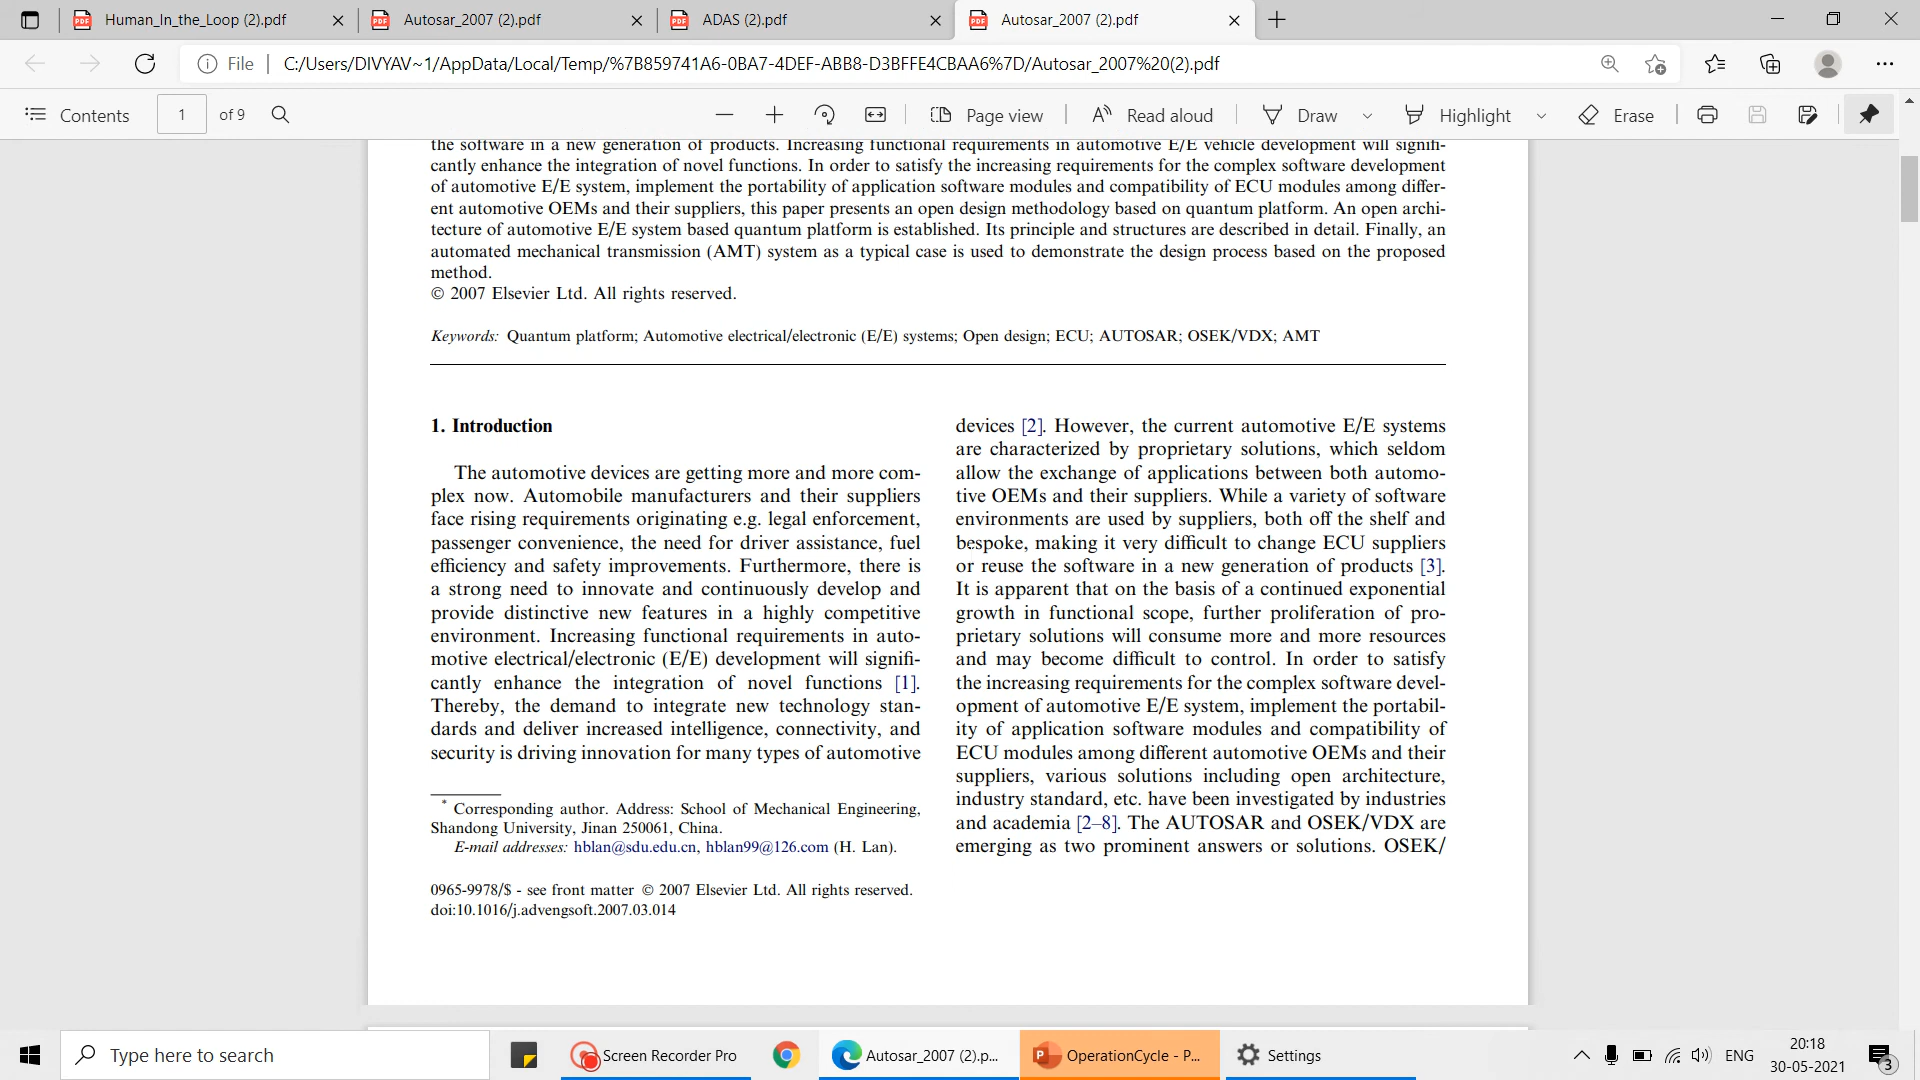 Human_In_the_Loop (2).pdf
Autosar_2007 (2).pdf
ADAS (2).pdf
Autosar_2007 (2).pdf
File
C:/Users/DIVYAV~1/AppData/Local/Temp/%7B859741A6-0BA7-4DEF-ABB8-D3BFFE4CBAA6%7D/Autosar_2007%20(2).pdf
Contents
1
of 9
Page view
Read aloud
Draw
Highlight
Erase
the software in a new generation of products. Increasing functional requirements in automotive E/E vehicle development will signifi-
cantly enhance the integration of novel functions. In order to satisfy the increasing requirements for the complex software development
of automotive E/E system, implement the portability of application software modules and compatibility of ECU modules among differ-
ent automotive OEMs and their suppliers, this paper presents an open design methodology based on quantum platform. An open archi-
tecture of automotive E/E system based quantum platform is established. Its principle and structures are described in detail. Finally, an
automated mechanical transmission (AMT) system as a typical case is used to demonstrate the design process based on the proposed
method.
© 2007 Elsevier Ltd. All rights reserved.
Keywords: Quantum platform; Automotive electrical/electronic (E/E) systems; Open design; ECU; AUTOSAR; OSEK/VDX; AMT
1. Introduction
The automotive devices are getting more and more com-
plex now. Automobile manufacturers and their suppliers
face rising requirements originating e.g. legal enforcement,
passenger convenience, the need for driver assistance, fuel
efficiency and safety improvements. Furthermore, there is
a strong need to innovate and continuously develop and
provide distinctive new features in a highly competitive
environment. Increasing functional requirements in auto-
motive electrical/electronic (E/E) development will signifi-
cantly enhance the integration of novel functions [1].
Thereby, the demand to integrate new technology stan-
dards and deliver increased intelligence, connectivity, and
security is driving innovation for many types of automotive
* Corresponding author. Address: School of Mechanical Engineering,
Shandong University, Jinan 250061, China.
E-mail addresses: hblan@sdu.edu.cn, hblan99@126.com (H. Lan).
0965-9978/$ - see front matter © 2007 Elsevier Ltd. All rights reserved.
doi:10.1016/j.advengsoft.2007.03.014
devices [2]. However, the current automotive E/E systems
are characterized by proprietary solutions, which seldom
allow the exchange of applications between both automo-
tive OEMs and their suppliers. While a variety of software
environments are used by suppliers, both off the shelf and
bespoke, making it very difficult to change ECU suppliers
or reuse the software in a new generation of products [3].
It is apparent that on the basis of a continued exponential
growth in functional scope, further proliferation of pro-
prietary solutions will consume more and more resources
and may become difficult to control. In order to satisfy
the increasing requirements for the complex software devel-
opment of automotive E/E system, implement the portabil-
ity of application software modules and compatibility of
ECU modules among different automotive OEMs and their
suppliers, various solutions including open architecture,
industry standard, etc. have been investigated by industries
and academia [2–8]. The AUTOSAR and OSEK/VDX are
emerging as two prominent answers or solutions. OSEK/
Type here to search
Screen Recorder Pro
Autosar_2007 (2).p...
OperationCycle - P...
Settings
ENG
20:18
30-05-2021
3